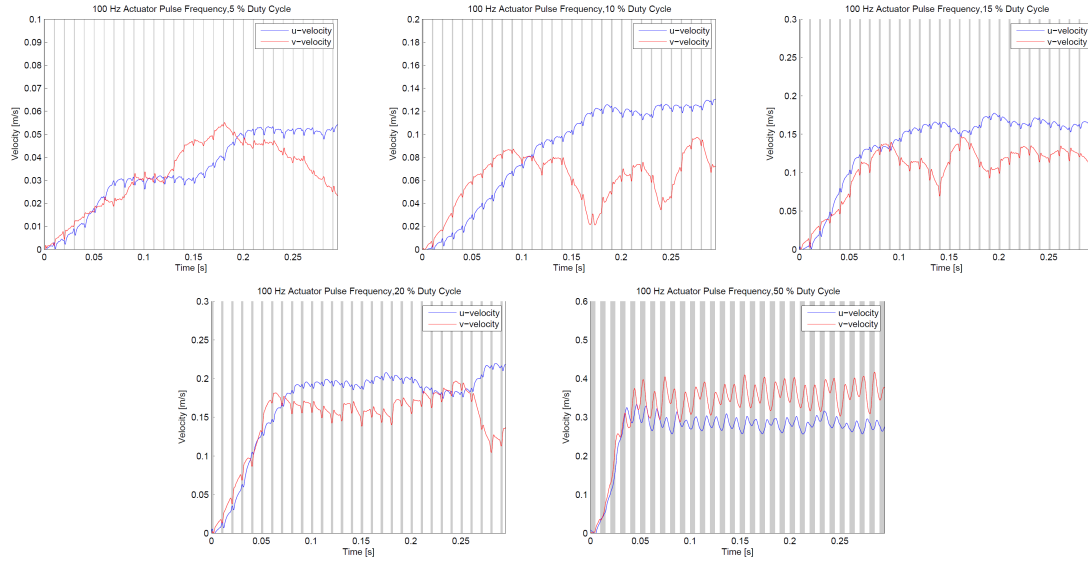 100 Hz Actuator Pulse Frequency,5 % Duty Cycle
0.1
0.09
0.08
0.07
0.06
0.05
0.04
0.03
0.02
0.01
0
Velocity [m/s]
u−velocity
v−velocity
0 0.05 0.1 0.15 0.2 0.25
Time [s]
100 Hz Actuator Pulse Frequency,10 % Duty Cycle
0.2
0.18
0.16
0.14
0.12
0.1
0.08
0.06
0.04
0.02
0
Velocity [m/s]
u−velocity
v−velocity
0 0.05 0.1 0.15 0.2 0.25
Time [s]
100 Hz Actuator Pulse Frequency,15 % Duty Cycle
0.3
0.25
0.2
0.15
0.1
0.05
0
Velocity [m/s]
u−velocity
v−velocity
0 0.05 0.1 0.15 0.2 0.25
Time [s]
100 Hz Actuator Pulse Frequency,20 % Duty Cycle
0.3
0.25
0.2
0.15
0.1
0.05
0
Velocity [m/s]
u−velocity
v−velocity
0 0.05 0.1 0.15 0.2 0.25
Time [s]
100 Hz Actuator Pulse Frequency,50 % Duty Cycle
0.6
0.5
0.4
0.3
0.2
0.1
0
Velocity [m/s]
u−velocity
v−velocity
0 0.05 0.1 0.15 0.2 0.25
Time [s]